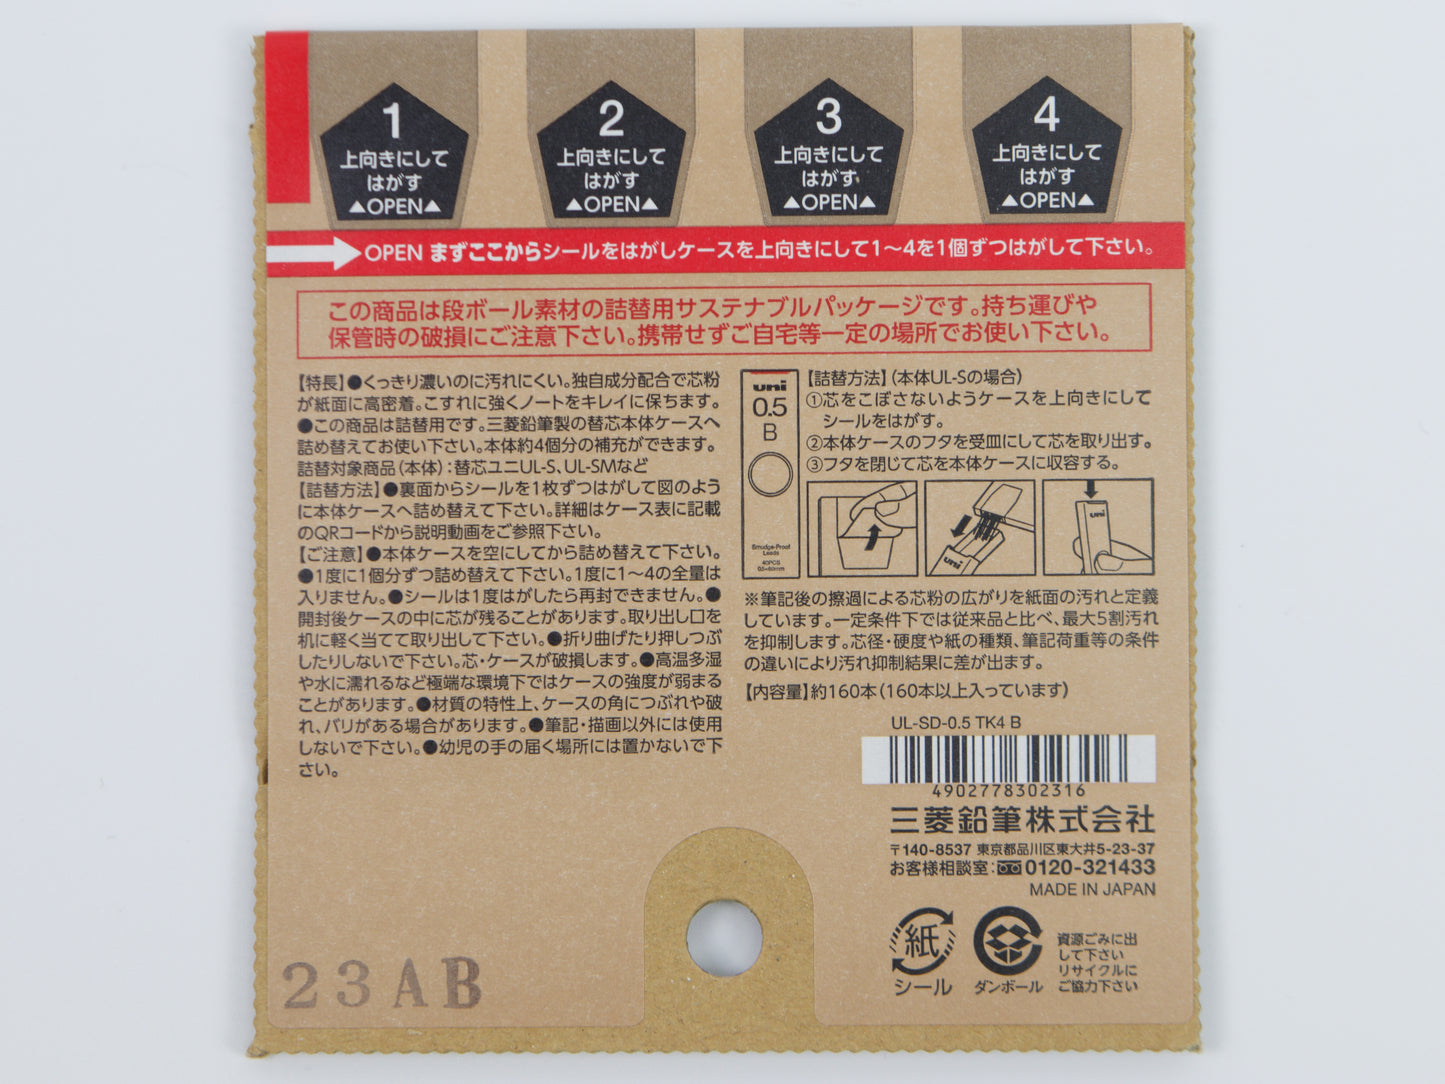 1
上向きにして
はがす
▲OPEN▲
2
上向きにして
はがす
▲OPEN▲
3
上向きにして
はがす
▲OPEN▲
4
上向きにして
はがす
▲OPEN▲
OPEN まずここからシールをはがしケースを上向きにして1〜4を1個ずつはがして下さい。
この商品は段ボール素材の詰替用サステナブルパッケージです。持ち運びや
保管時の破損にご注意下さい。携帯せずご自宅等一定の場所でお使い下さい。
【特長】●くっきり濃いのに汚れにくい。独自成分配合で芯粉
が紙面に高密着。こすれに強くノートをキレイに保ちます。
●この商品は詰替用です。三菱鉛筆製の替芯本体ケースへ
詰め替えてお使い下さい。本体約4個分の補充ができます。
詰替対象商品(本体):替芯ユニUL-S、UL-SMなど
【詰替方法】●裏面からシールを1枚ずつはがして図のよう
に本体ケースへ詰め替えて下さい。詳細はケース表に記載
のQRコードから説明動画をご参照下さい。
【ご注意】●本体ケースを空にしてから詰め替えて下さい。
●1度に1個分ずつ詰め替えて下さい。1度に1〜4の全量は
入りません。●シールは1度はがしたら再封できません。●
開封後ケースの中に芯が残ることがあります。取り出し口を
机に軽く当てて取り出して下さい。●折り曲げたり押しつぶ
したりしないで下さい。芯・ケースが破損します。●高温多湿
や水に濡れるなど極端な環境下ではケースの強度が弱まる
ことがあります。●材質の特性上、ケースの角につぶれや破
れ、バリがある場合があります。●筆記・描画以外には使用
しないで下さい。●幼児の手の届く場所には置かないで下
さい。
uni
0.5
B
Smudge-Proof
Leads
40PCS
0.5×60mm
【詰替方法】(本体UL-Sの場合)
①芯をこぼさないようケースを上向きにして
シールをはがす。
②本体ケースのフタを受皿にして芯を取り出す。
③フタを閉じて芯を本体ケースに収容する。
uni
uni
※筆記後の擦過による芯粉の広がりを紙面の汚れと定義
しています。一定条件下では従来品と比べ、最大5割汚れ
を抑制します。芯径・硬度や紙の種類、筆記荷重等の条件
の違いにより汚れ抑制結果に差が出ます。
【内容量】約160本(160本以上入っています)
UL-SD-0.5 TK4 B
4902778302316
三菱鉛筆株式会社
〒140-8537 東京都品川区東大井5-23-37
お客様相談室:0120-321433
MADE IN JAPAN
紙
シール
ダンボール
資源ごみに出
して下さい
リサイクルに
ご協力下さい
23AB